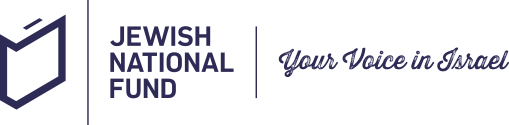 JEWISH
NATIONAL
FUND
Your Voice in Israel